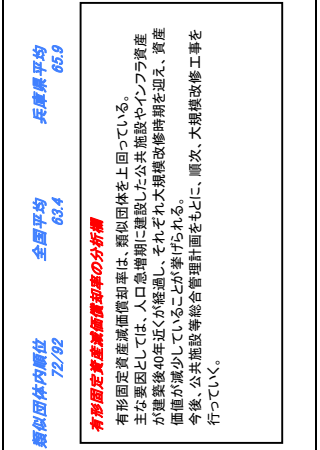 類似団体内順位
72/92
全国平均
63.4
兵庫県平均
65.9
有形固定資産減価償却率の分析欄
有形固定資産減価償却率は、類似団体を上回っている。
主な要因としては、人口急増期に建設した公共施設やインフラ資産
が建築後40年近くが経過し、それぞれ大規模改修時期を迎え、資産
価値が減少していることが挙げられる。
今後、公共施設等総合管理計画をもとに、順次、大規模改修工事を
行っていく。